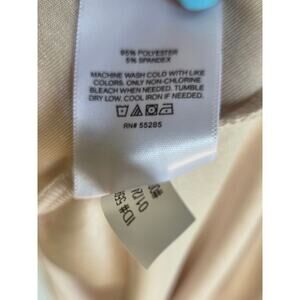 95% POLYESTER
5% SPANDEX
MACHINE WASH COLD WITH LIKE
COLORS. ONLY NON-CHLORINE
BLEACH WHEN NEEDED. TUMBLE
DRY LOW. COOL IRON IF NEEDED.
RN# 55285
ID#